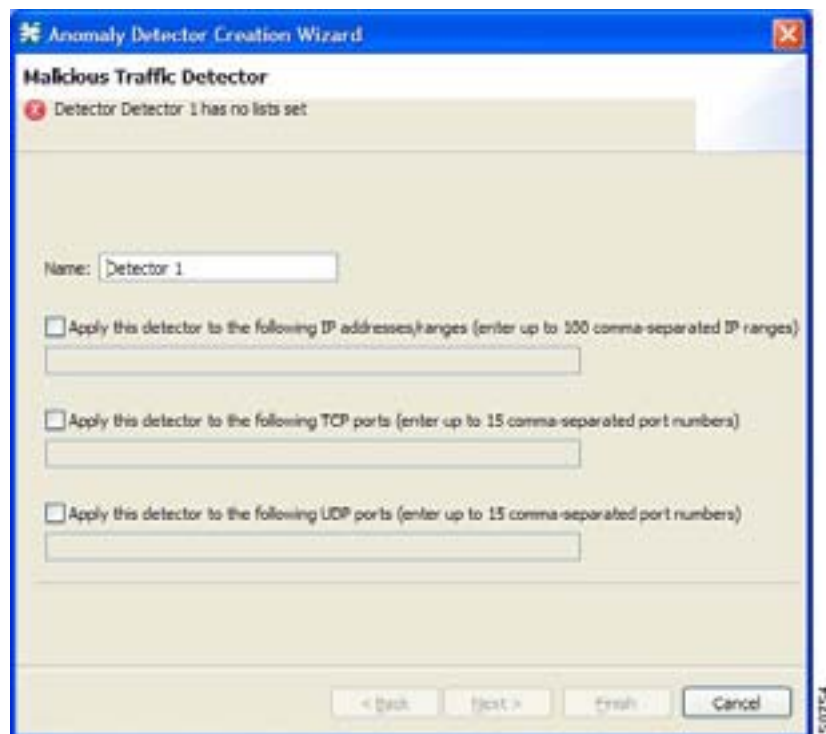 Anomaly Detector Creation Wizard
Malicious Traffic Detector
Detector Detector 1 has no lists set
Name: Detector 1
Apply this detector to the following IP addresses/ranges (enter up to 100 comma-separated IP ranges)
Apply this detector to the following TCP ports (enter up to 15 comma-separated port numbers)
Apply this detector to the following UDP ports (enter up to 15 comma-separated port numbers)
< Back Next > Finish Cancel